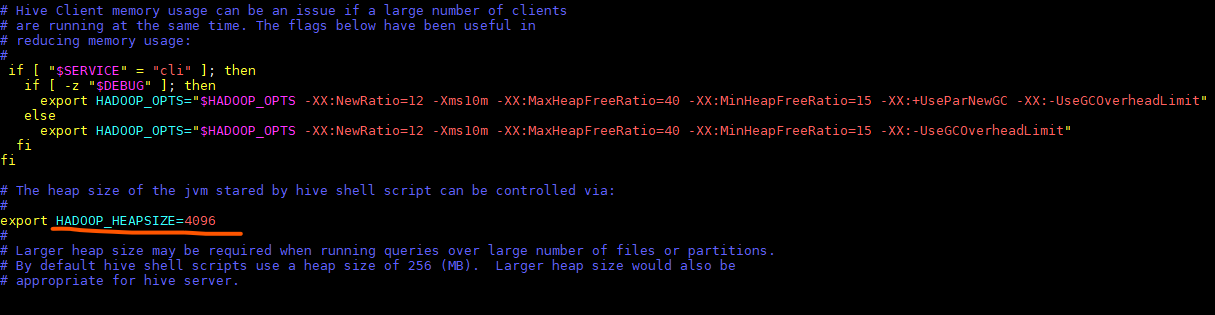 # Hive Client memory usage can be an issue if a large number of clients
# are running at the same time. The flags below have been useful in
# reducing memory usage:
#
if [ "$SERVICE" = "cli" ]; then
if [ -z "$DEBUG" ]; then
export HADOOP_OPTS="$HADOOP_OPTS -XX:NewRatio=12 -Xms10m -XX:MaxHeapFreeRatio=40 -XX:MinHeapFreeRatio=15 -XX:+UseParNewGC -XX:-UseGCOverheadLimit"
else
export HADOOP_OPTS="$HADOOP_OPTS -XX:NewRatio=12 -Xms10m -XX:MaxHeapFreeRatio=40 -XX:MinHeapFreeRatio=15 -XX:-UseGCOverheadLimit"
fi
fi
# The heap size of the jvm stared by hive shell script can be controlled via:
#
export HADOOP_HEAPSIZE=4096
#
# Larger heap size may be required when running queries over large number of files or partitions.
# By default hive shell scripts use a heap size of 256 (MB).  Larger heap size would also be
# appropriate for hive server.